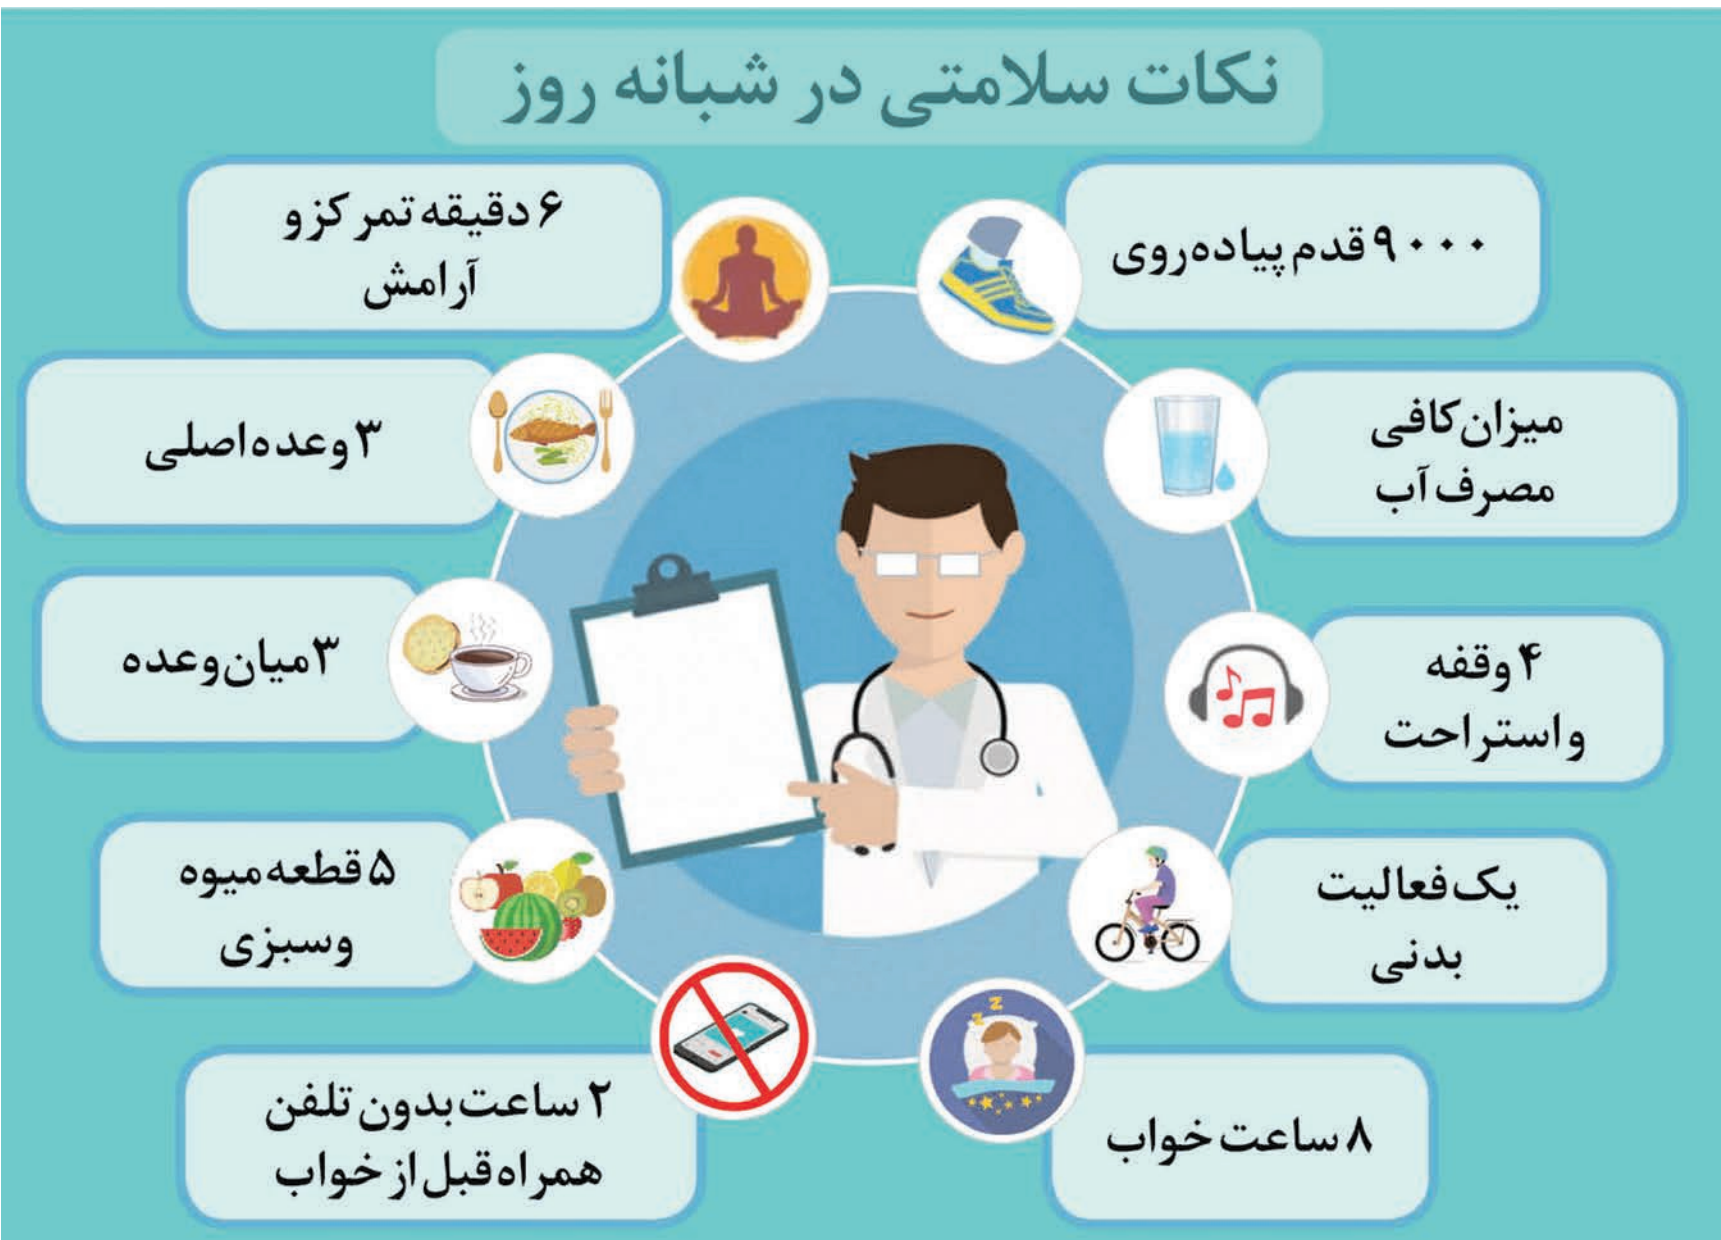 نکات سلامتی در شبانه روز
۹۰۰۰ قدم پیاده‌روی
میزان کافی
مصرف آب
۴ وقفه
و استراحت
یک فعالیت
بدنی
۸ ساعت خواب
۶ دقیقه تمرکز و
آرامش
۳ وعده اصلی
۳ میان وعده
۵ قطعه میوه
و سبزی
۲ ساعت بدون تلفن
همراه قبل از خواب